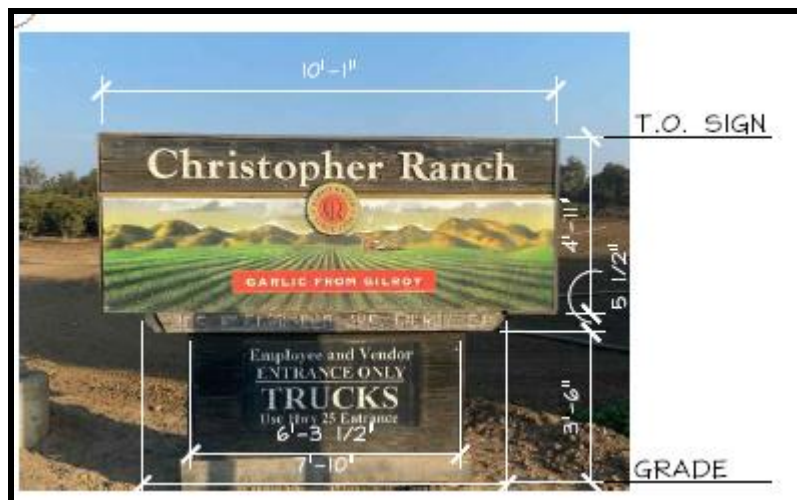 10'-1"
T.O. SIGN
Christopher Ranch
4'-11"
5 1/2"
GARLIC FROM GILROY
Employee and Vendor
ENTRANCE ONLY
TRUCKS
Use Hwy 25 Entrance
3'-6"
6'-3 1/2"
7'-10"
GRADE